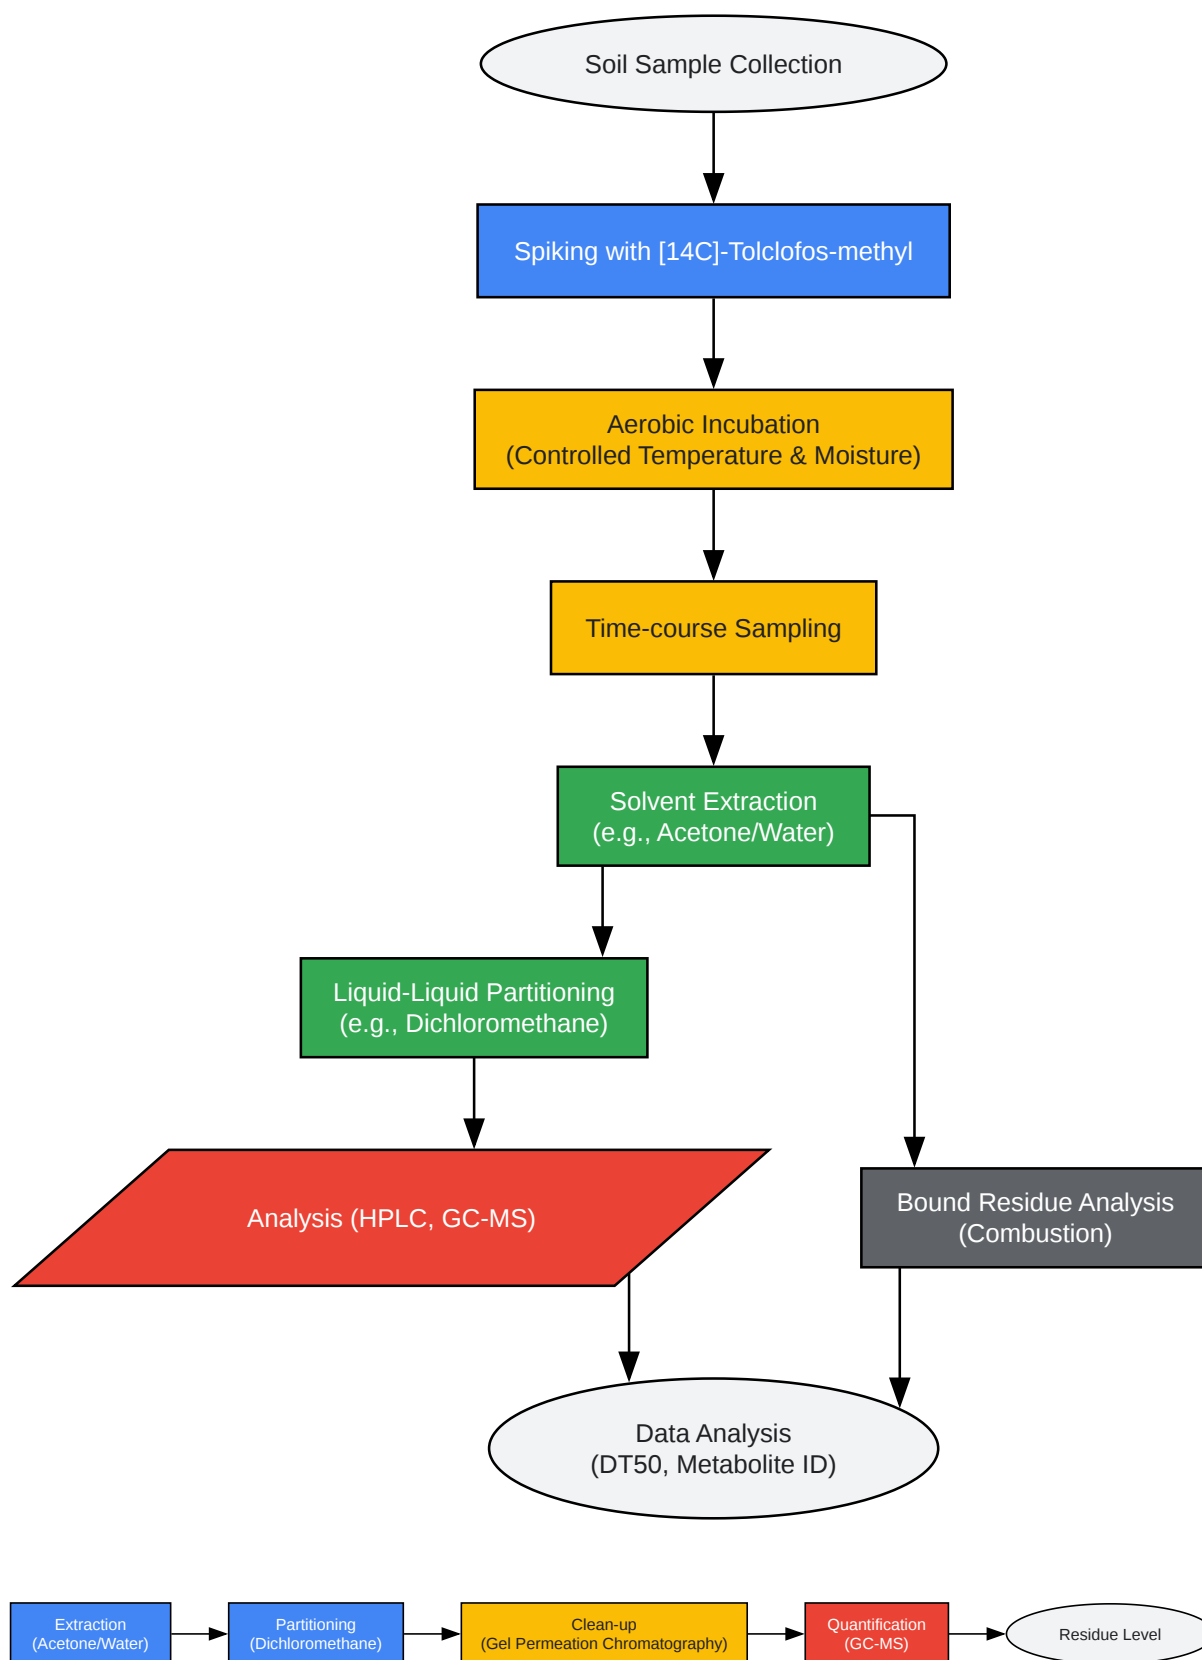 Soil Sample Collection
Spiking with [14C]-Tolclofos-methyl
Aerobic Incubation
(Controlled Temperature & Moisture)
Time-course Sampling
Solvent Extraction
(e.g., Acetone/Water)
Liquid-Liquid Partitioning
(e.g., Dichloromethane)
Analysis (HPLC, GC-MS)
Bound Residue Analysis
(Combustion)
Data Analysis
(DT50, Metabolite ID)
Extraction
(Acetone/Water)
Partitioning
(Dichloromethane)
Clean-up
(Gel Permeation Chromatography)
Quantification
(GC-MS)
Residue Level